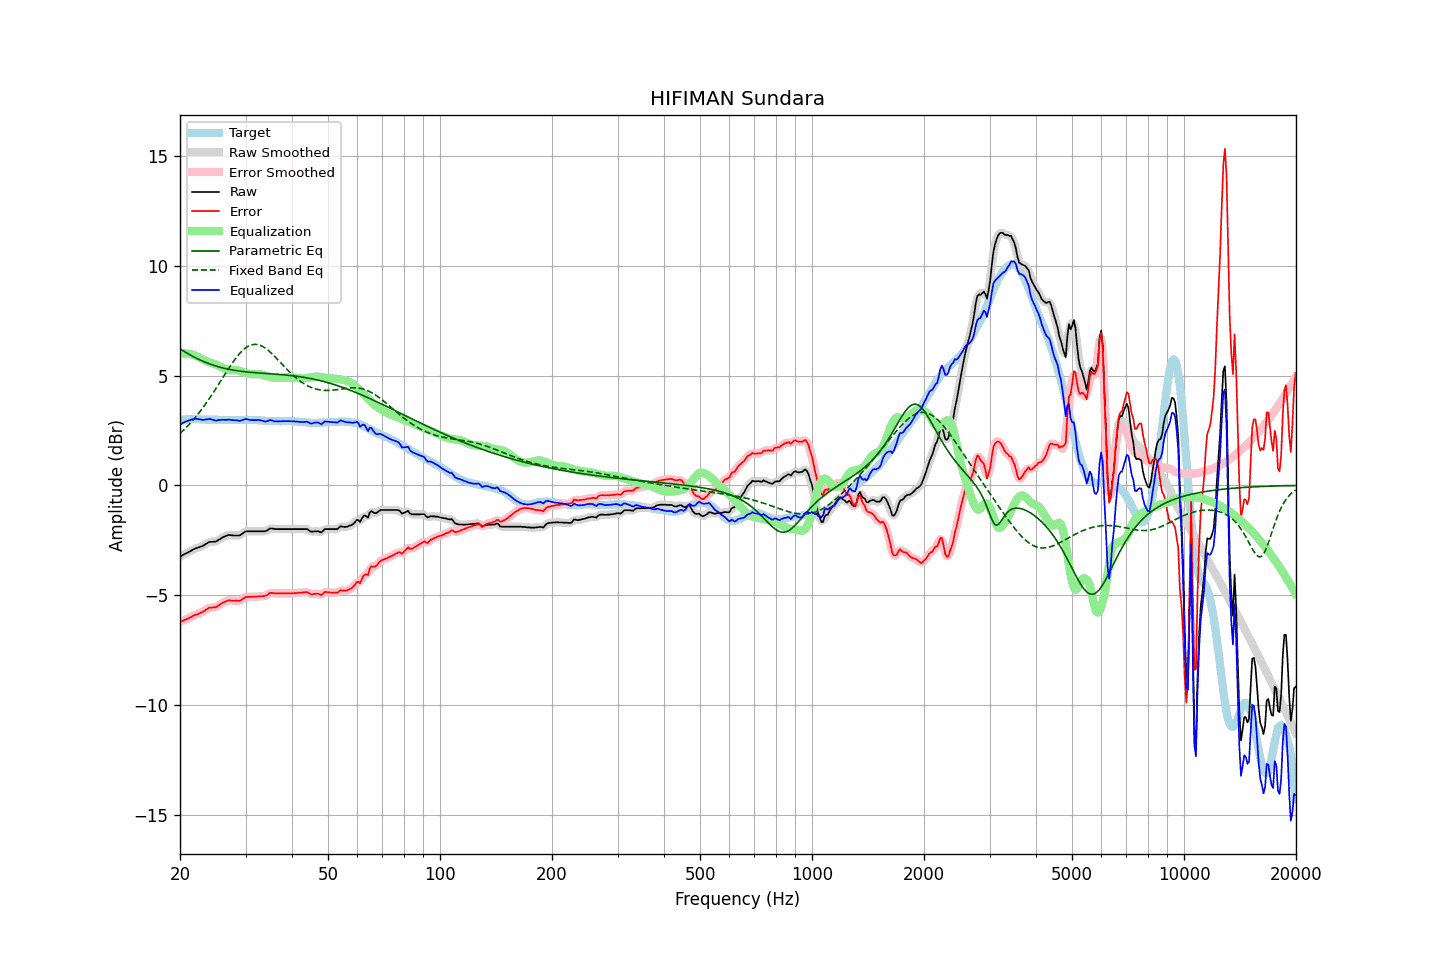 HIFIMAN Sundara
Target
Raw Smoothed
Error Smoothed
Raw
Error
Equalization
Parametric Eq
Fixed Band Eq
Equalized
15
10
5
0
−5
−10
−15
Amplitude (dBr)
20
50
100
200
500
1000
2000
5000
10000
20000
Frequency (Hz)